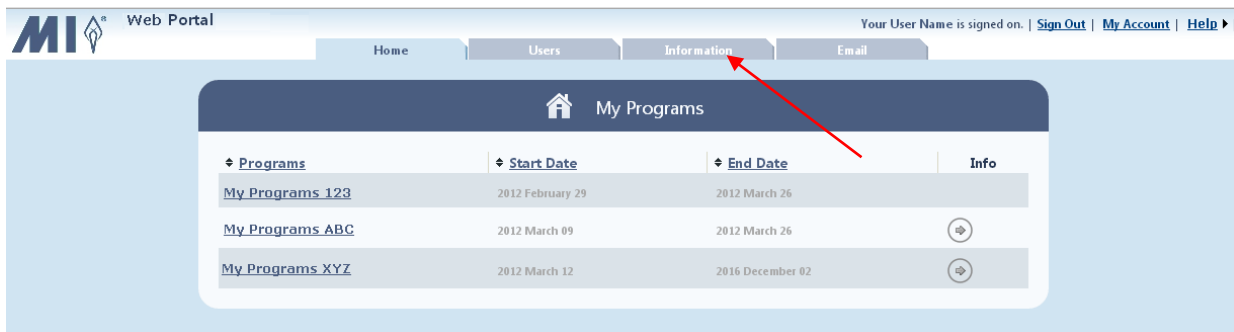 MI® Web Portal
Your User Name is signed on. | Sign Out | My Account | Help
Home Users Information Email
My Programs
Programs Start Date End Date Info
My Programs 123 2012 February 29 2012 March 26
My Programs ABC 2012 March 09 2012 March 26
My Programs XYZ 2012 March 12 2016 December 02